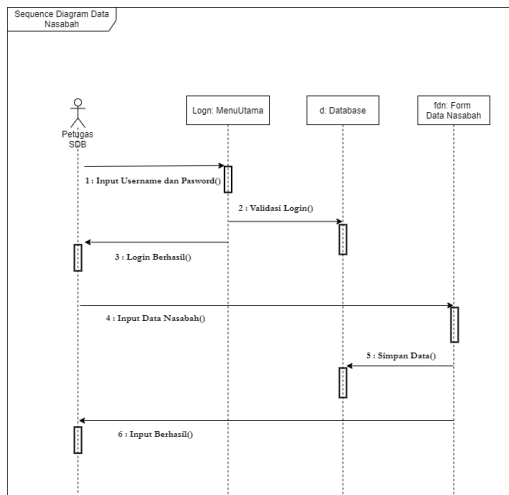 Sequence Diagram Data
Nasabah
Petugas
SDB
Logn: MenuUtama
d: Database
fdn: Form
Data Nasabah
1 : Input Username dan Pasword()
2 : Validasi Login()
3 : Login Berhasil()
4 : Input Data Nasabah()
5 : Simpan Data()
6 : Input Berhasil()